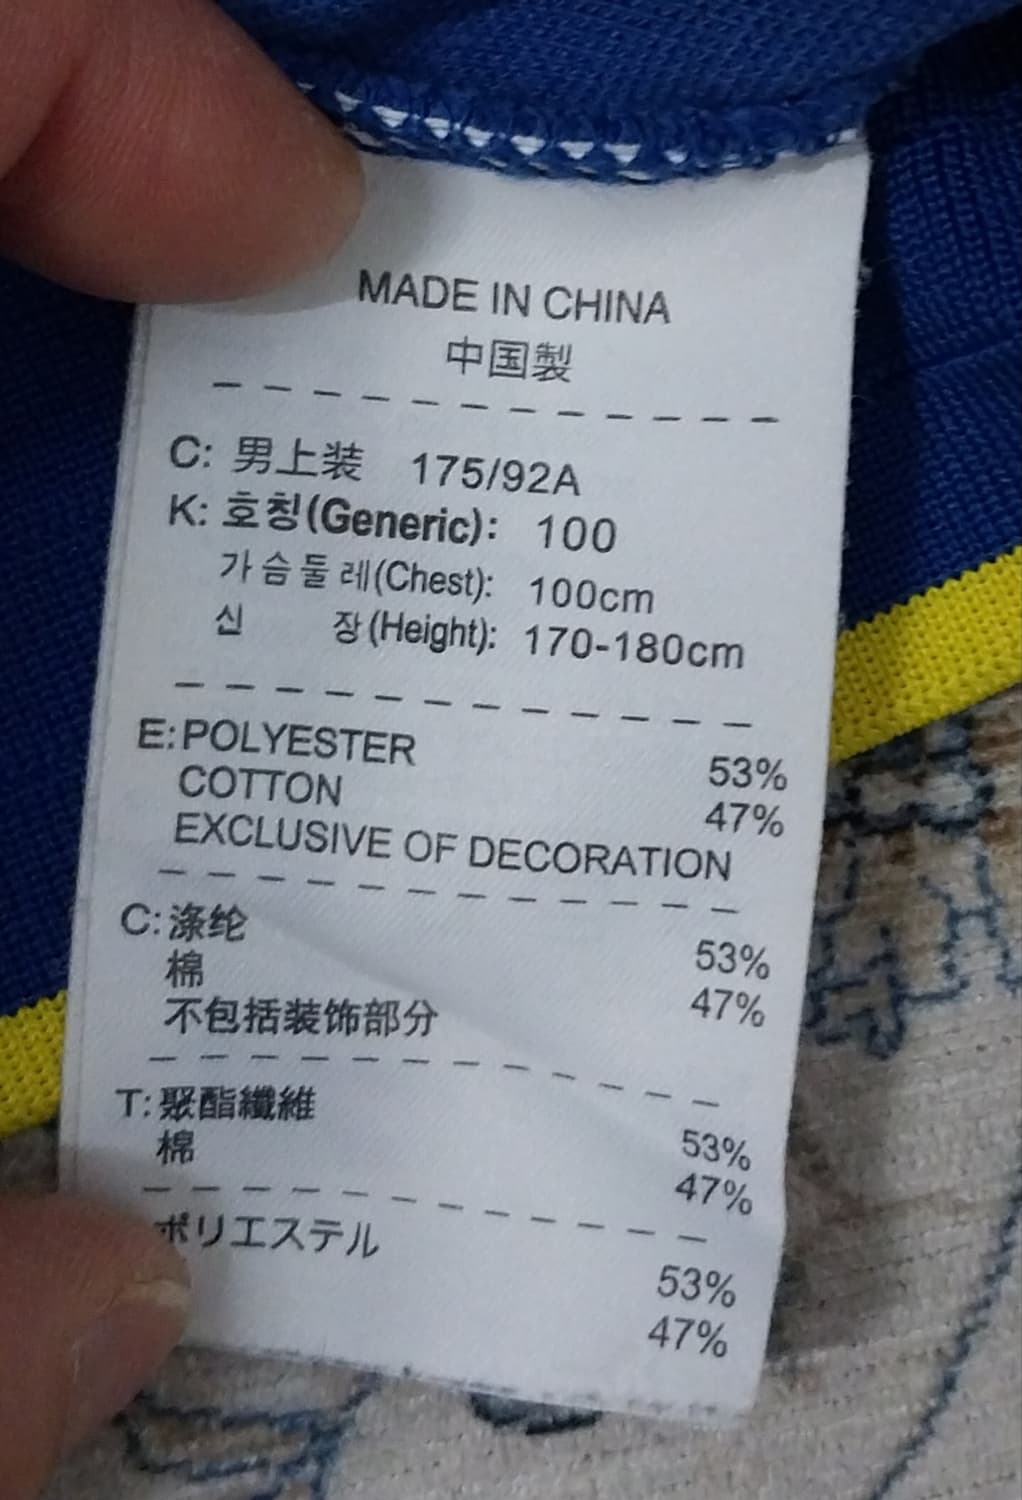 MADE IN CHINA
中国製
C: 男上装 175/92A
K: 호칭(Generic): 100
가슴둘레(Chest): 100cm
신 장(Height): 170-180cm
E: POLYESTER 53%
COTTON 47%
EXCLUSIVE OF DECORATION
C: 涤纶 53%
棉 47%
不包括装饰部分
T: 聚酯纖維 53%
棉 47%
ポリエステル 53%
47%